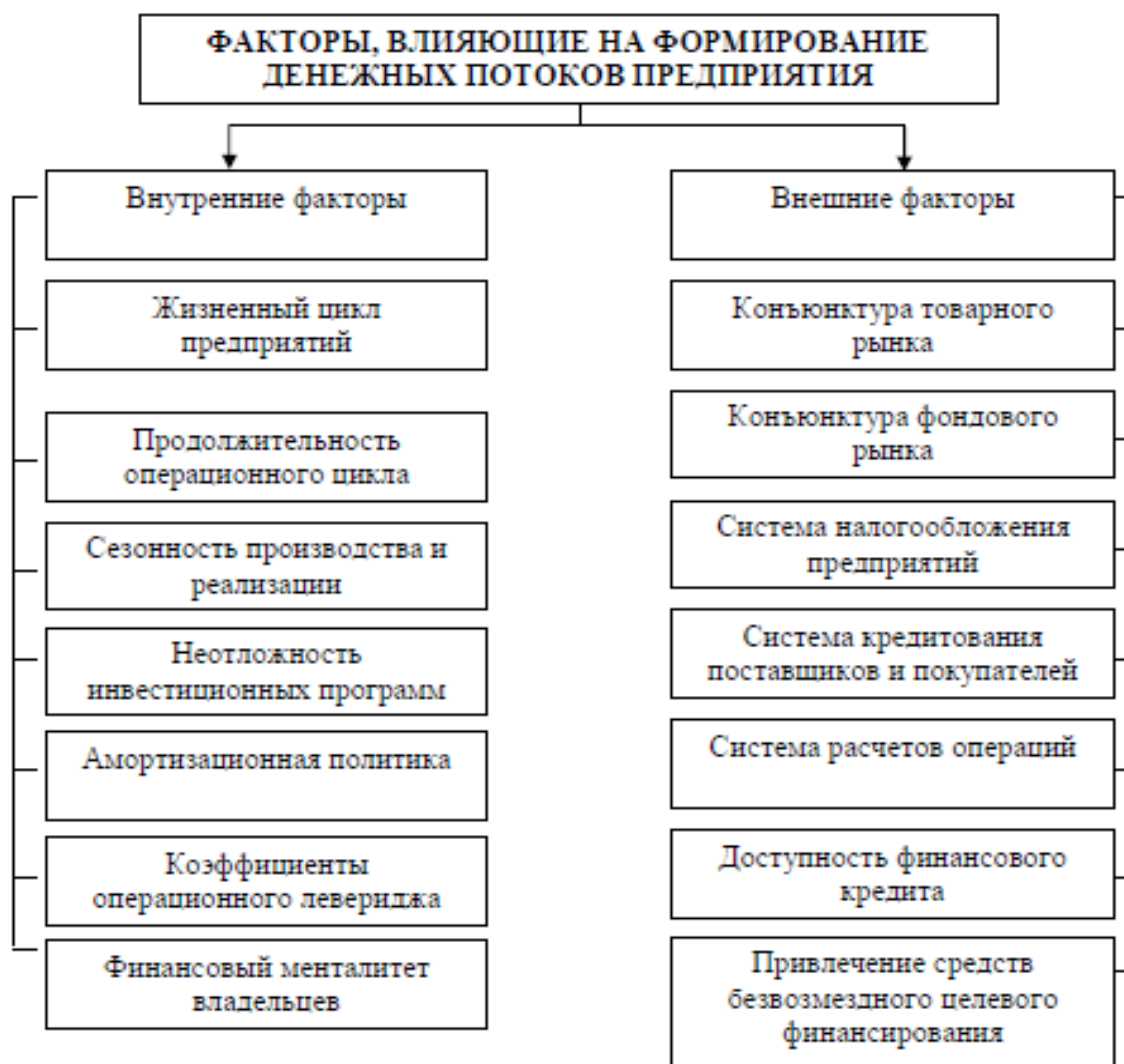 ФАКТОРЫ, ВЛИЯЮЩИЕ НА ФОРМИРОВАНИЕ
ДЕНЕЖНЫХ ПОТОКОВ ПРЕДПРИЯТИЯ
Внутренние факторы
Жизненный цикл
предприятий
Продолжительность
операционного цикла
Сезонность производства и
реализации
Неотложность
инвестиционных программ
Амортизационная политика
Коэффициенты
операционного левериджа
Финансовый менталитет
владельцев
Внешние факторы
Конъюнктура товарного
рынка
Конъюнктура фондового
рынка
Система налогообложения
предприятий
Система кредитования
поставщиков и покупателей
Система расчетов операций
Доступность финансового
кредита
Привлечение средств
безвозмездного целевого
финансирования